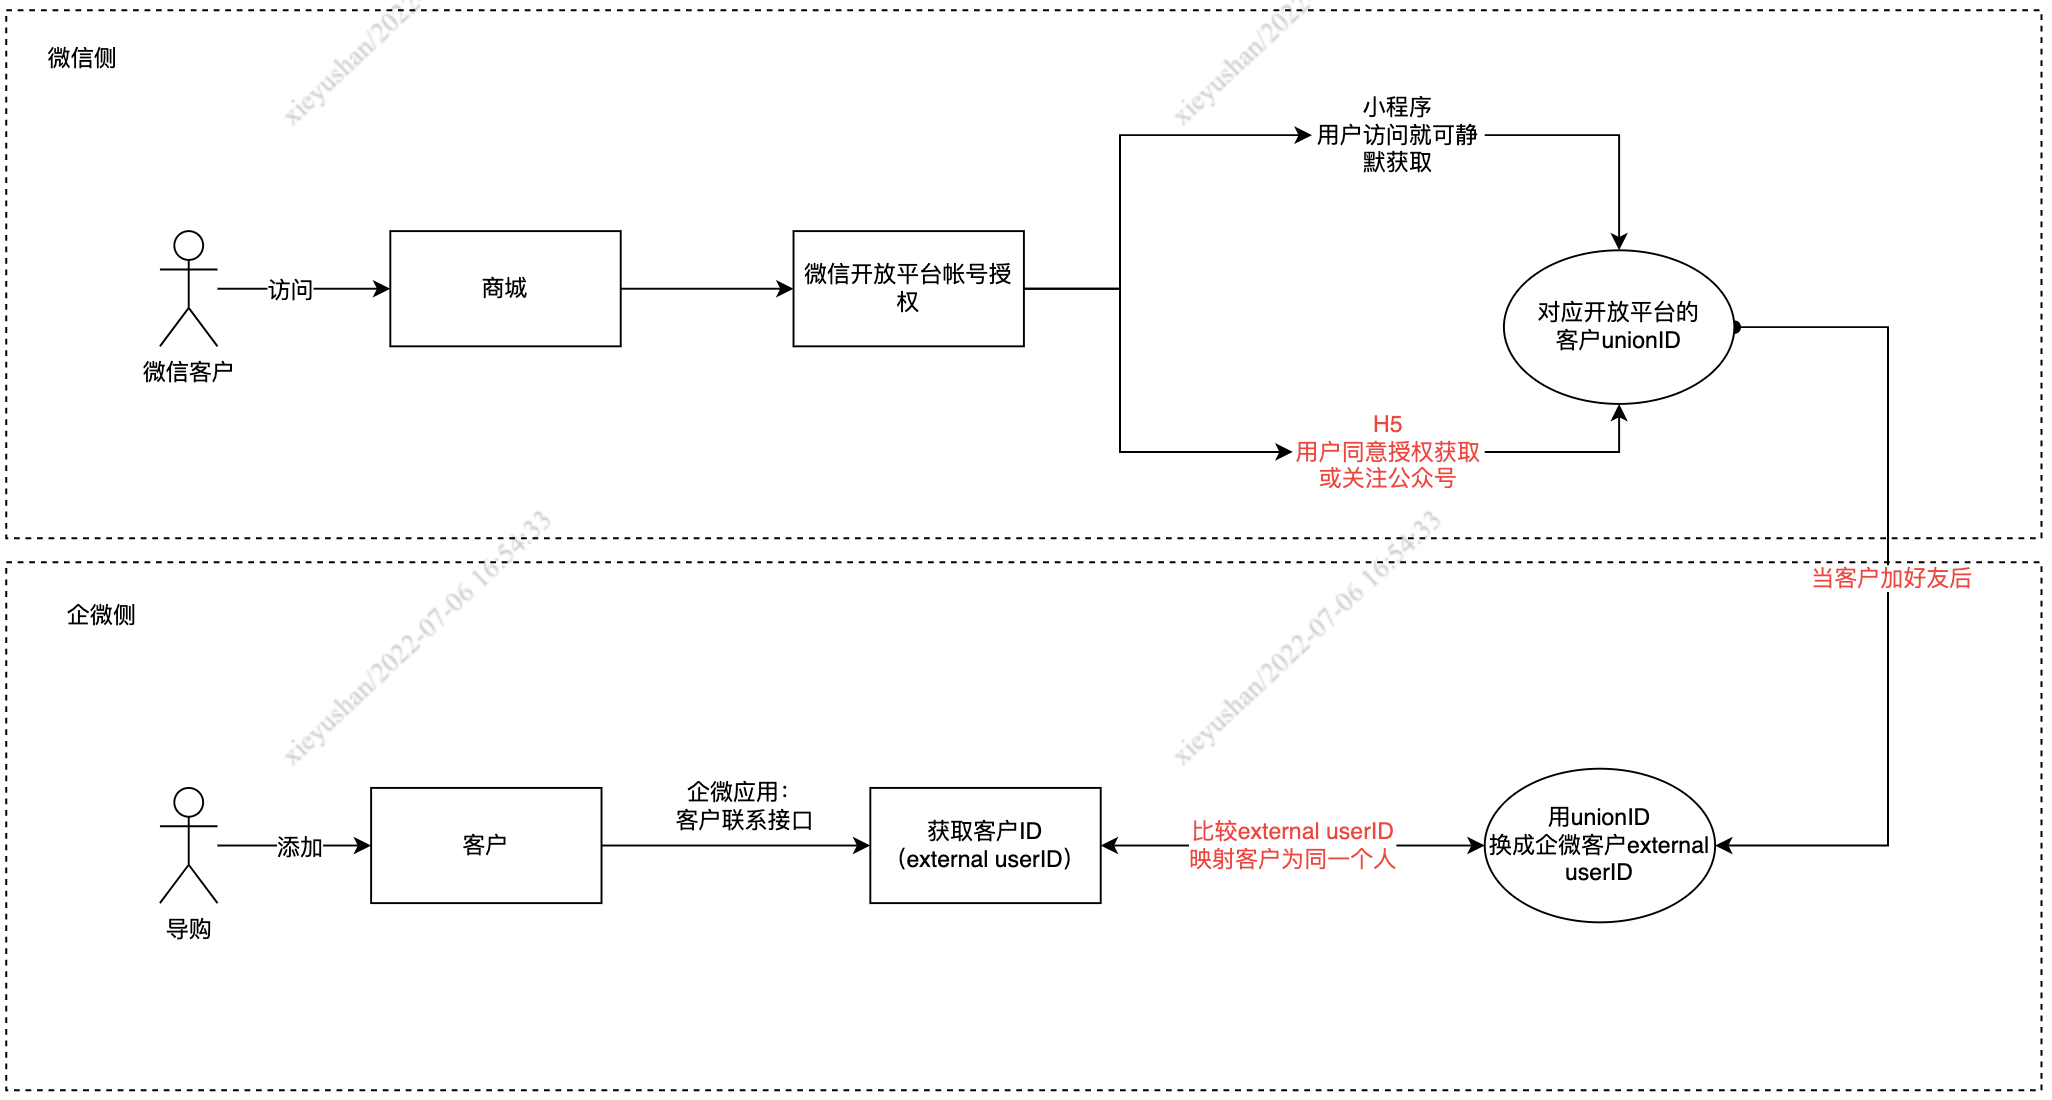 微信侧
xieyushan/2022
xieyushan/2022-
小程序
用户访问就可静
默获取
访问
商城
微信开放平台帐号授
权
对应开放平台的
客户unionID
微信客户
H5
用户同意授权获取
或关注公众号
xieyushan/2022-07-06 16:54:33
xieyushan/2022-07-06 16:54:33
当客户加好友后
企微侧
企微应用：
客户联系接口
添加
客户
获取客户ID
（external userID）
比较external userID
映射客户为同一个人
用unionID
换成企微客户external
userID
导购